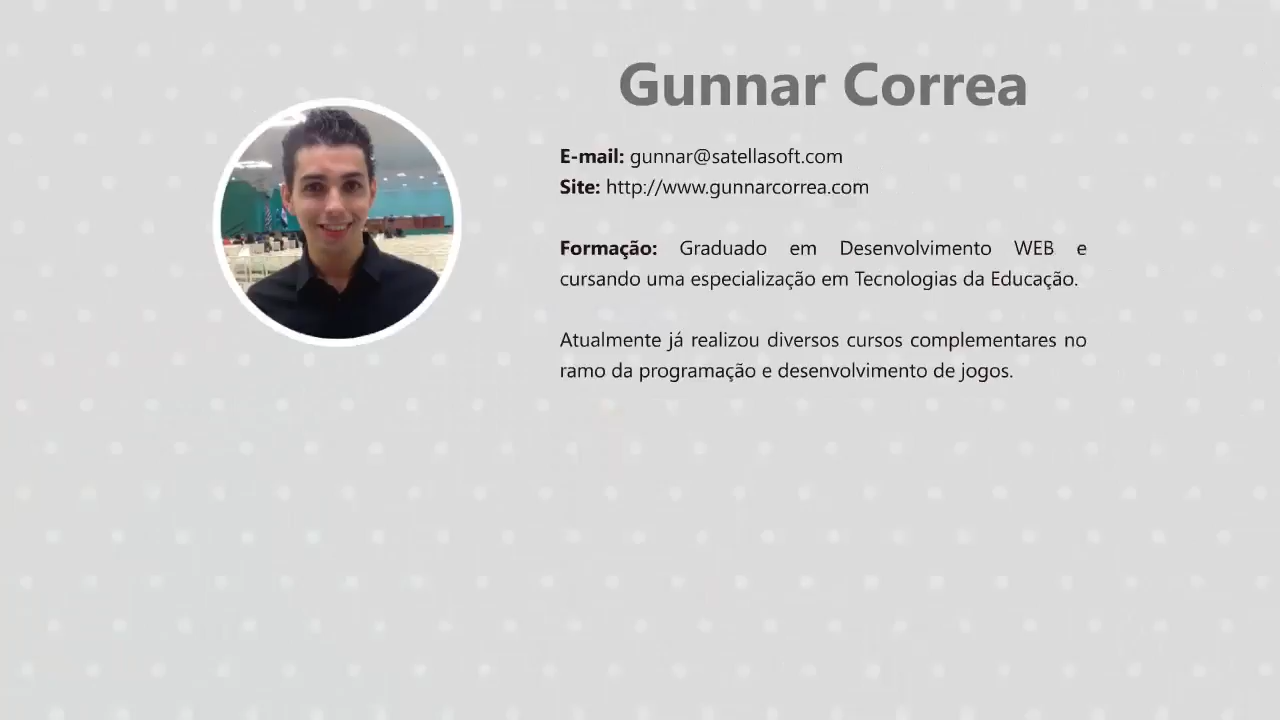 Gunnar Correa
E-mail: gunnar@satellasoft.com
Site: http://www.gunnarcorrea.com
Formação: Graduado em Desenvolvimento WEB e
cursando uma especialização em Tecnologias da Educação.
Atualmente já realizou diversos cursos complementares no
ramo da programação e desenvolvimento de jogos.